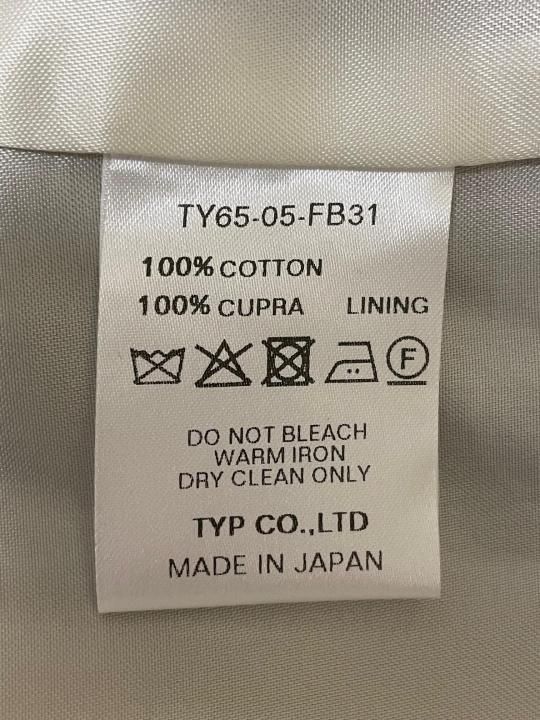 TY65-05-FB31
100% COTTON
100% CUPRA LINING
F
DO NOT BLEACH
WARM IRON
DRY CLEAN ONLY
TYP CO.,LTD
MADE IN JAPAN